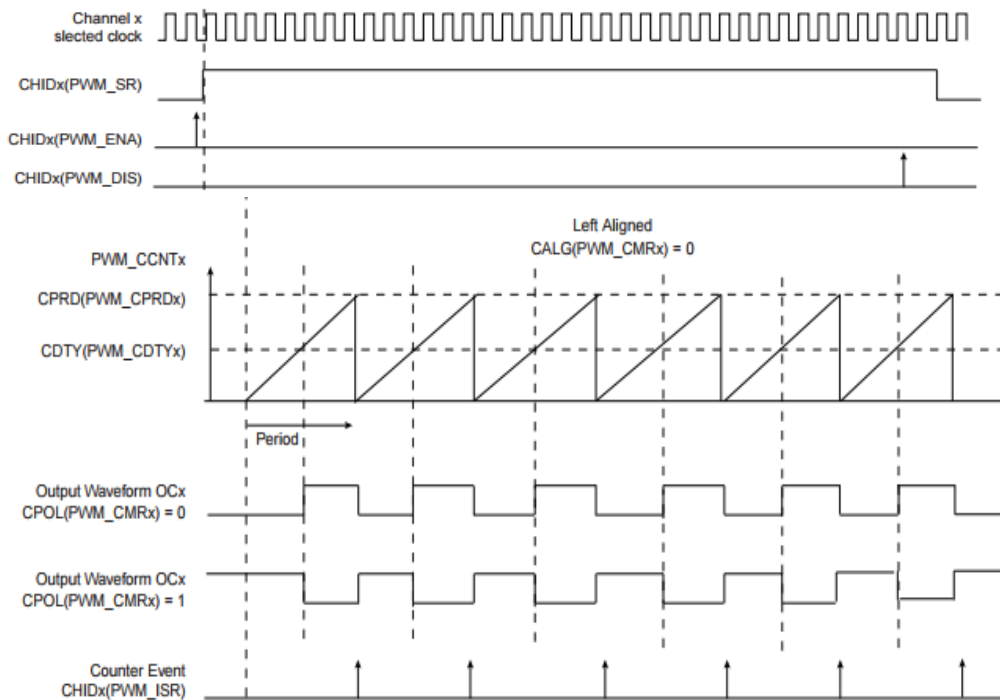 Channel x
slected clock
CHIDx(PWM_SR)
CHIDx(PWM_ENA)
CHIDx(PWM_DIS)
Left Aligned
CALG(PWM_CMRx) = 0
PWM_CCNTx
CPRD(PWM_CPRDx)
CDTY(PWM_CDTYx)
Period
Output Waveform OCx
CPOL(PWM_CMRx) = 0
Output Waveform OCx
CPOL(PWM_CMRx) = 1
Counter Event
CHIDx(PWM_ISR)